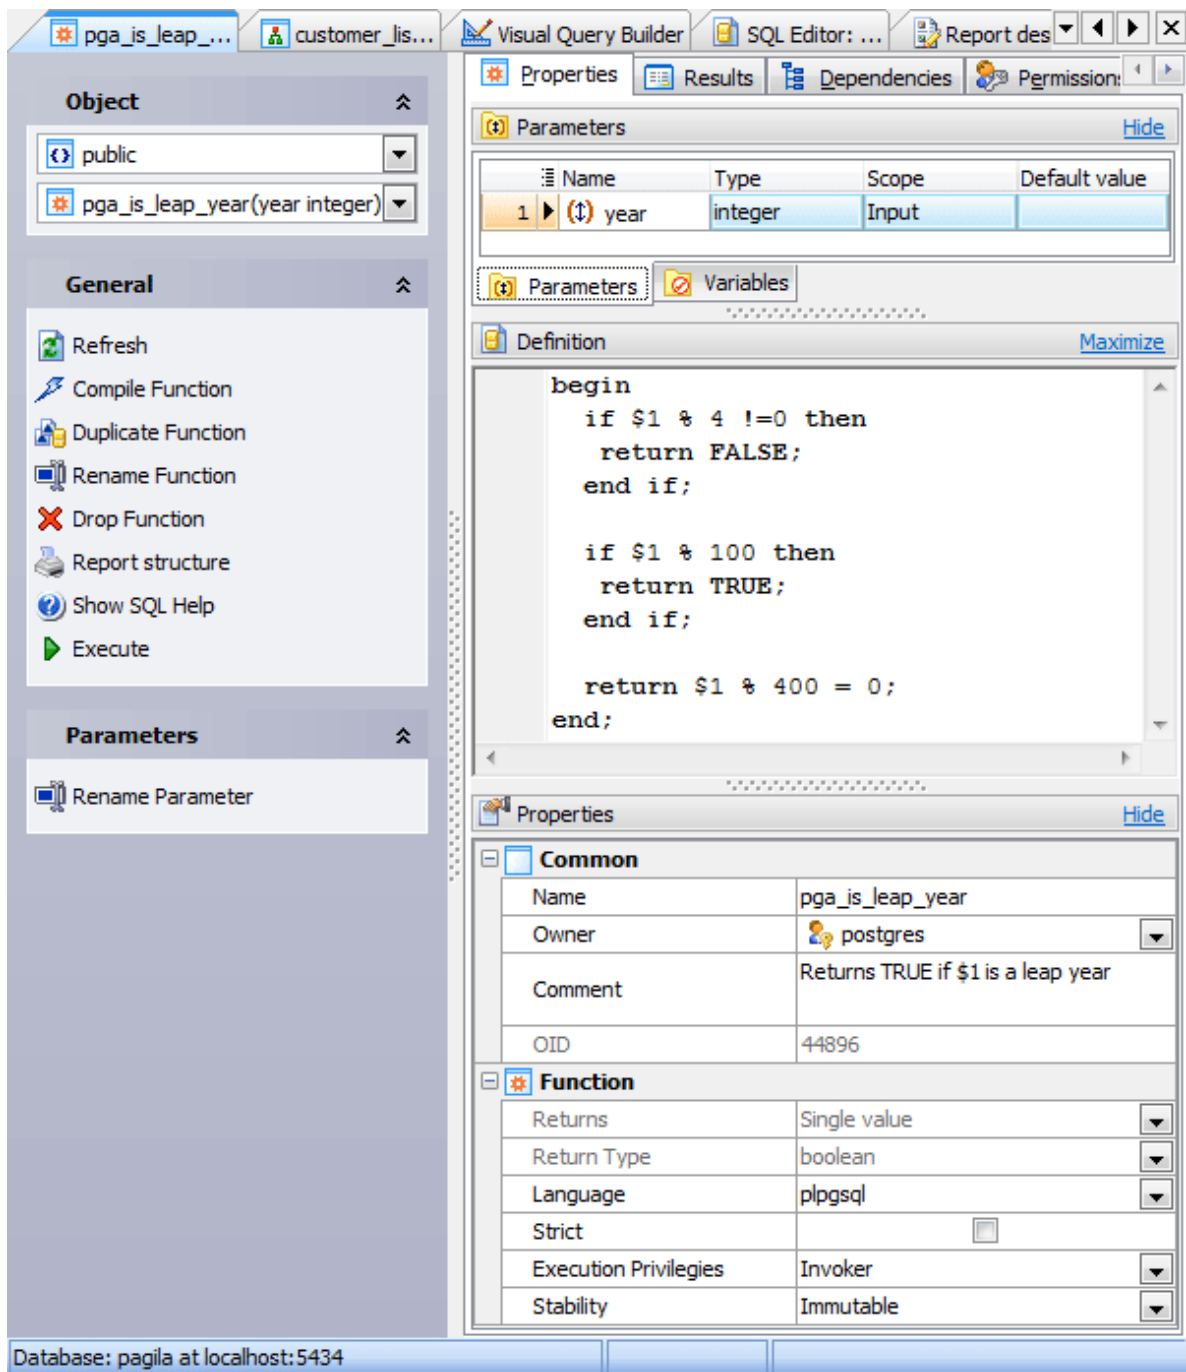 pga_is_leap_...
customer_lis...
Visual Query Builder
SQL Editor: ...
Report des
Object
public
pga_is_leap_year(year integer)
General
Refresh
Compile Function
Duplicate Function
Rename Function
Drop Function
Report structure
Show SQL Help
Execute
Parameters
Rename Parameter
Properties
Results
Dependencies
Permission
Parameters
Hide
Name Type Scope Default value
1 year integer Input
Parameters
Variables
Definition
Maximize
begin
if $1 % 4 !=0 then
return FALSE;
end if;
if $1 % 100 then
return TRUE;
end if;
return $1 % 400 = 0;
end;
Properties
Hide
Common
Name pga_is_leap_year
Owner postgres
Comment Returns TRUE if $1 is a leap year
OID 44896
Function
Returns Single value
Return Type boolean
Language plpgsql
Strict
Execution Privilegies Invoker
Stability Immutable
Database: pagila at localhost:5434